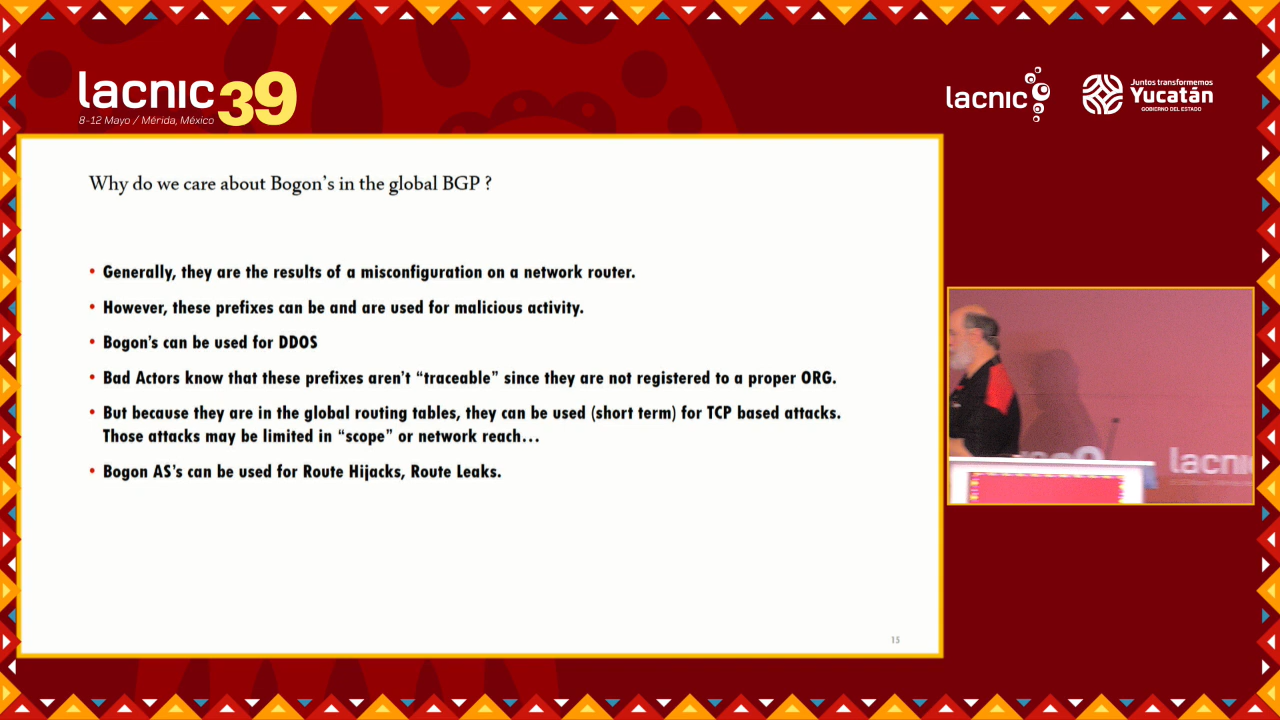 lacnic 39
8-12 Mayo / Mérida, México
lacnic
Juntos transformemos
Yucatán
GOBIERNO DEL ESTADO
Why do we care about Bogon's in the global BGP ?
• Generally, they are the results of a misconfiguration on a network router.
• However, these prefixes can be and are used for malicious activity.
• Bogon's can be used for DDOS
• Bad Actors know that these prefixes aren't “traceable” since they are not registered to a proper ORG.
• But because they are in the global routing tables, they can be used (short term) for TCP based attacks.
Those attacks may be limited in “scope” or network reach…
• Bogon AS's can be used for Route Hijacks, Route Leaks.
15